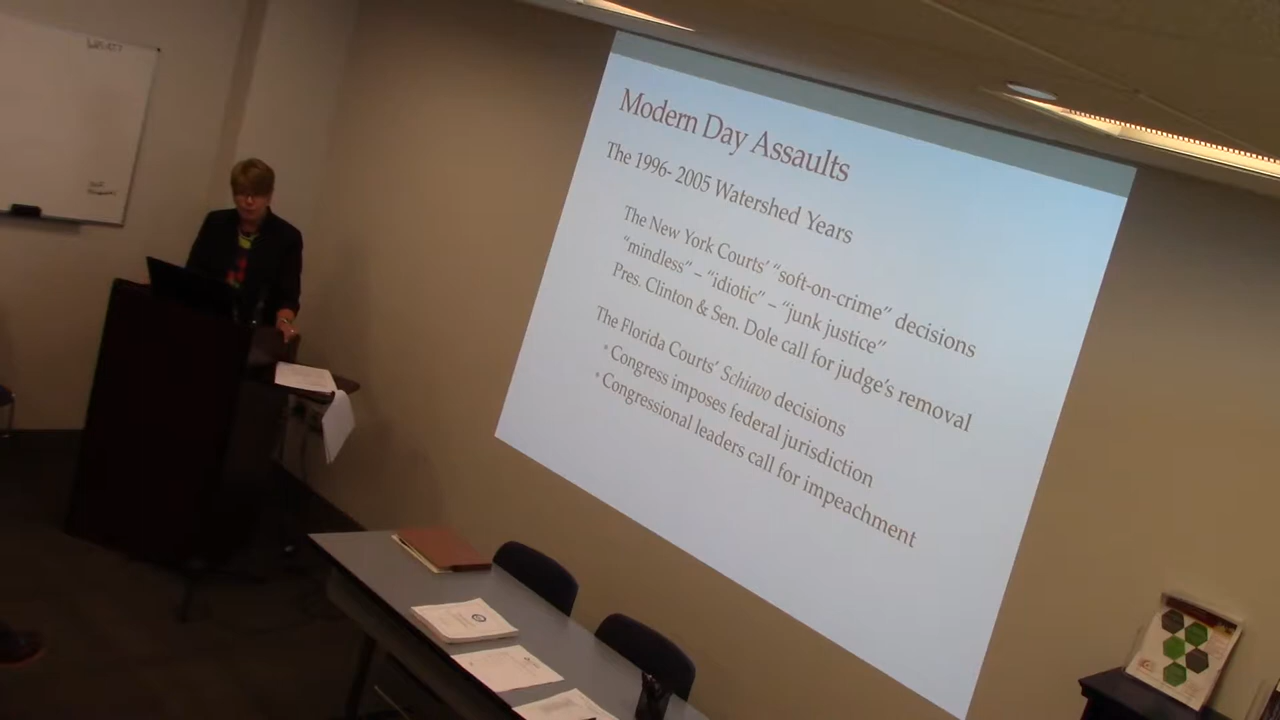 Modern Day Assaults
The 1996- 2005 Watershed Years
The New York Courts' "soft-on-crime" decisions
"mindless" – "idiotic" – "junk justice"
Pres. Clinton & Sen. Dole call for judge's removal
The Florida Courts' Schiavo decisions
* Congress imposes federal jurisdiction
* Congressional leaders call for impeachment